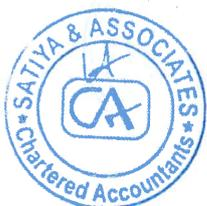 SATIYA & ASSOCIATES
CA
★ Chartered Accountants ★